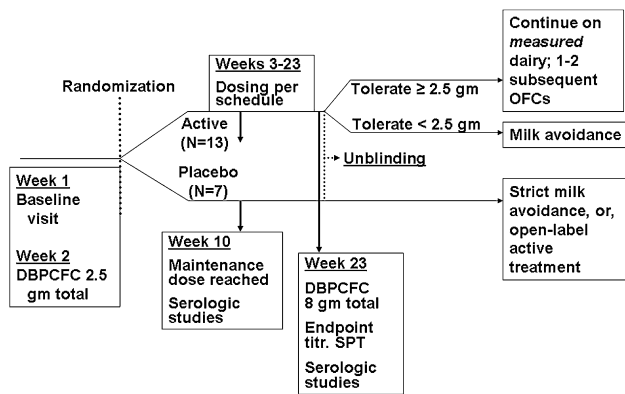 Randomization
Week 1
Baseline
visit
Week 2
DBPCFC 2.5
gm total
Weeks 3-23
Dosing per
schedule
Active
(N=13)
Placebo
(N=7)
Week 10
Maintenance
dose reached
Serologic
studies
Tolerate ≥ 2.5 gm
Tolerate < 2.5 gm
Unblinding
Week 23
DBPCFC
8 gm total
Endpoint
titr. SPT
Serologic
studies
Continue on
measured
dairy; 1-2
subsequent
OFCs
Milk avoidance
Strict milk
avoidance, or,
open-label
active
treatment